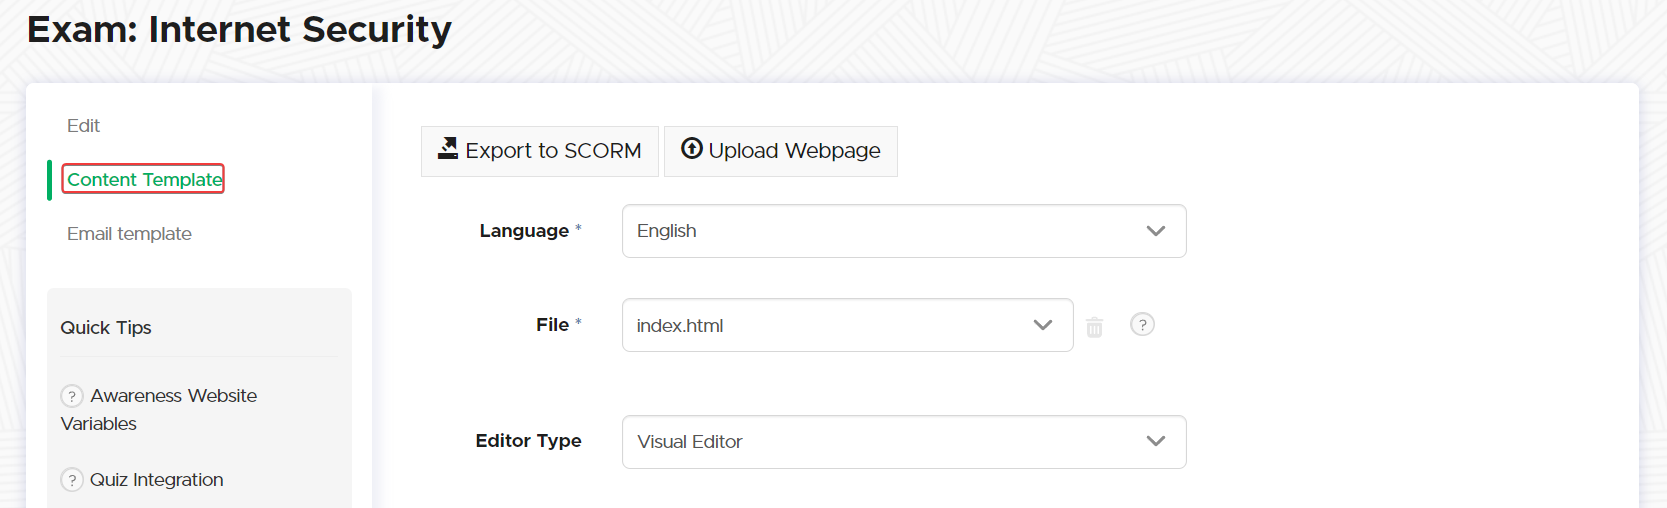 Exam: Internet Security
Edit
Content Template
Email template
Quick Tips
? Awareness Website
Variables
? Quiz Integration
Export to SCORM
Upload Webpage
Language *
English
File *
index.html
?
Editor Type
Visual Editor